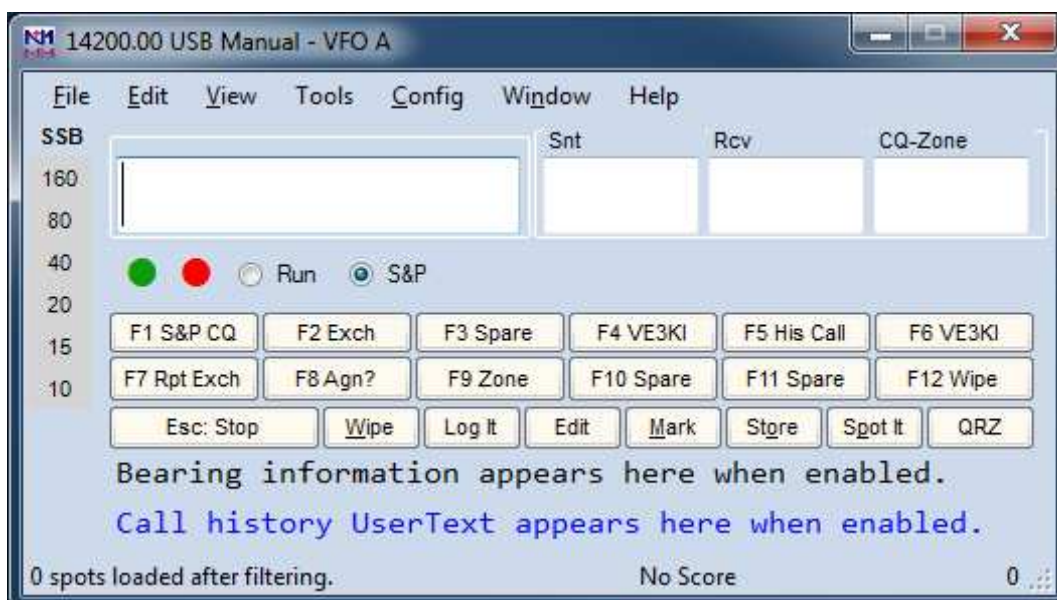 14200.00 USB Manual - VFO A
File Edit View Tools Config Window Help
SSB Snt Rcv CQ-Zone
160
80
40 Run S&P
20
F1 S&P CQ F2 Exch F3 Spare F4 VE3KI F5 His Call F6 VE3KI
15
F7 Rpt Exch F8 Agn? F9 Zone F10 Spare F11 Spare F12 Wipe
10
Esc: Stop Wipe Log It Edit Mark Store Spot It QRZ
Bearing information appears here when enabled.
Call history UserText appears here when enabled.
0 spots loaded after filtering. No Score 0